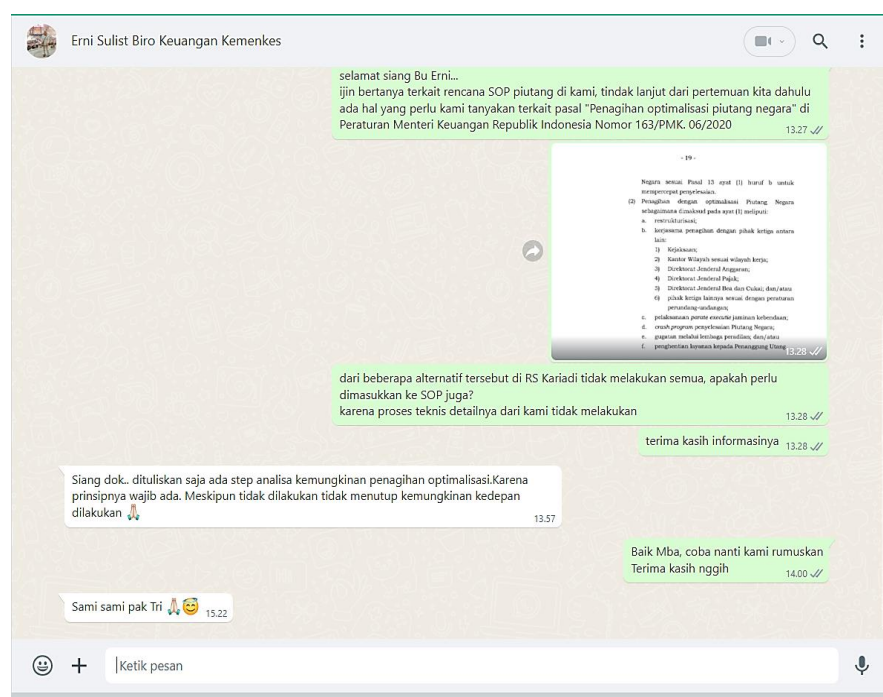 Erni Sulist Biro Keuangan Kemenkes
selamat siang Bu Erni...
ijin bertanya terkait rencana SOP piutang di kami, tindak lanjut dari pertemuan kita dahulu
ada hal yang perlu kami tanyakan terkait pasal "Penagihan optimalisasi piutang negara" di
Peraturan Menteri Keuangan Republik Indonesia Nomor 163/PMK. 06/2020
13.27
- 19 -
Negara sesuai Pasal 13 ayat (1) huruf b untuk
mempercepat penyelesaian.
(2) Penagihan dengan optimalisasi Piutang Negara
sebagaimana dimaksud pada ayat (1) meliputi:
a. restrukturisasi;
b. kerjasama penagihan dengan pihak ketiga antara
lain:
1) Kejaksaan;
2) Kantor Wilayah sesuai wilayah kerja;
3) Direktorat Jenderal Anggaran;
4) Direktorat Jenderal Pajak;
5) Direktorat Jenderal Bea dan Cukai; dan/atau
6) pihak ketiga lainnya sesuai dengan peraturan
perundang-undangan;
c. pelaksanaan parate executie jaminan kebendaan;
d. crash program penyelesaian Piutang Negara;
e. gugatan melalui lembaga peradilan; dan/atau
f. penghentian layanan kepada Penanggung Utang
13.28
dari beberapa alternatif tersebut di RS Kariadi tidak melakukan semua, apakah perlu
dimasukkan ke SOP juga?
karena proses teknis detailnya dari kami tidak melakukan
13.28
terima kasih informasinya 13.28
Siang dok.. dituliskan saja ada step analisa kemungkinan penagihan optimalisasi.Karena
prinsipnya wajib ada. Meskipun tidak dilakukan tidak menutup kemungkinan kedepan
dilakukan 🙏🏻
13.57
Baik Mba, coba nanti kami rumuskan
Terima kasih nggih
14.00
Sami sami pak Tri 🙏🏻😇 15.22
Ketik pesan